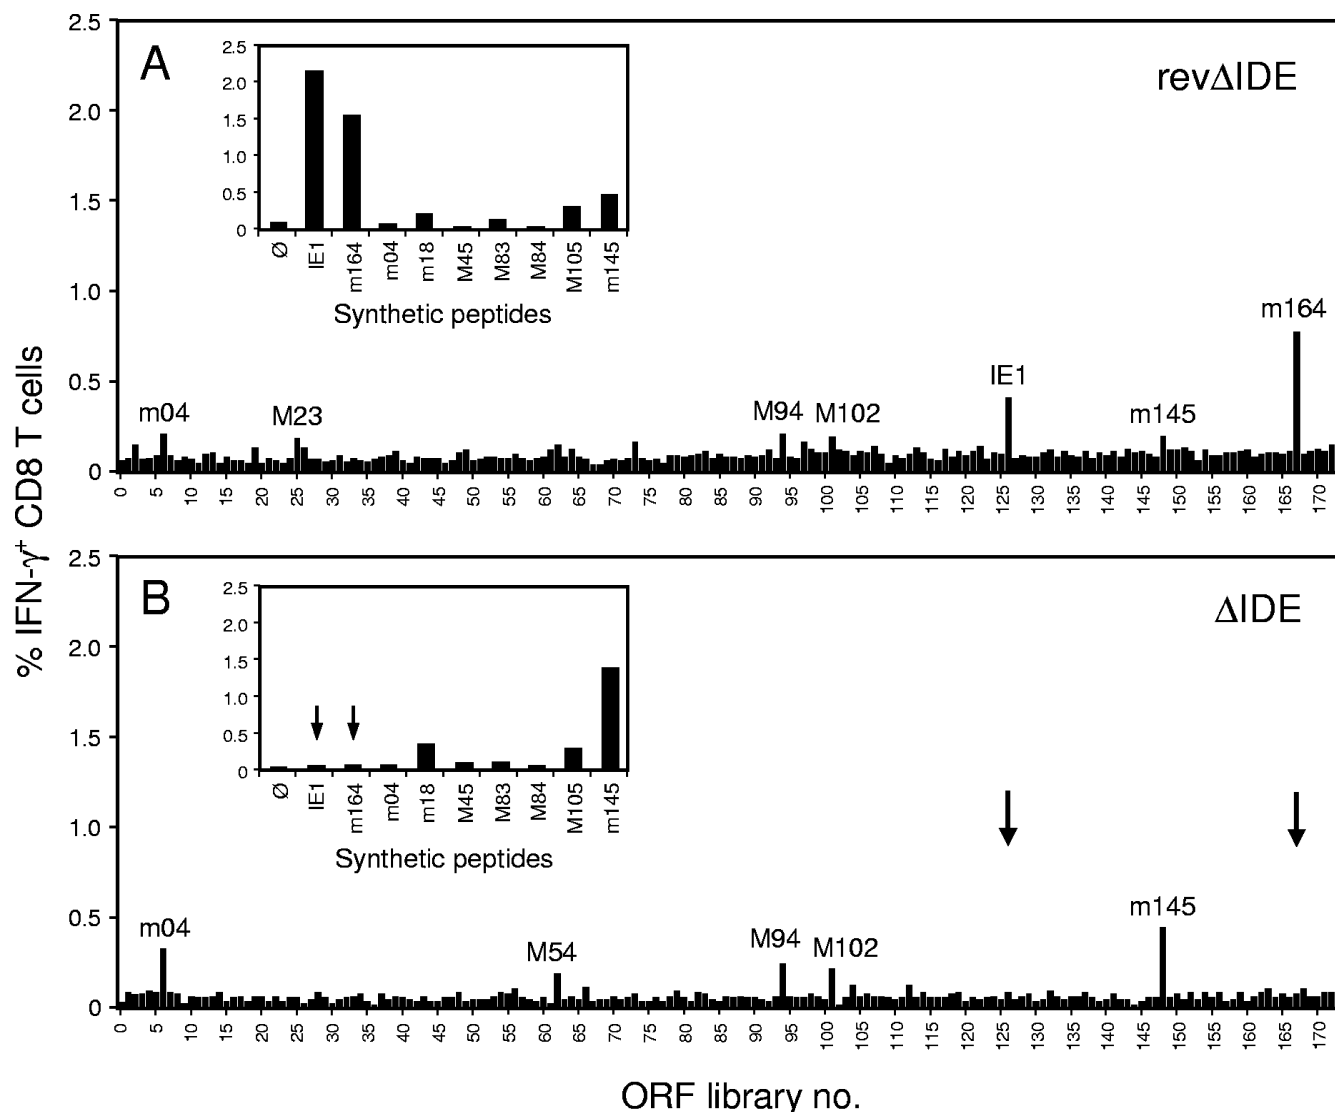 % IFN-γ+ CD8 T cells
A
revΔIDE
2.5
2.0
1.5
1.0
0.5
0
2.5
2.0
1.5
1.0
0.5
0
Ø IE1 m164 m04 m18 M45 M83 M84 M105 m145
Synthetic peptides
m04 M23 M94 M102 IE1 m145 m164
0 5 10 15 20 25 30 35 40 45 50 55 60 65 70 75 80 85 90 95 100 105 110 115 120 125 130 135 140 145 150 155 160 165 170
B
ΔIDE
2.5
2.0
1.5
1.0
0.5
0
2.5
2.0
1.5
1.0
0.5
0
Ø IE1 m164 m04 m18 M45 M83 M84 M105 m145
Synthetic peptides
m04 M54 M94 M102 m145
0 5 10 15 20 25 30 35 40 45 50 55 60 65 70 75 80 85 90 95 100 105 110 115 120 125 130 135 140 145 150 155 160 165 170
ORF library no.